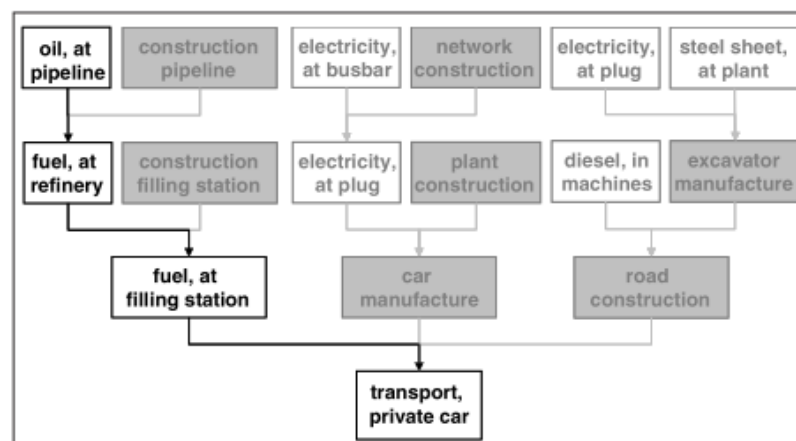 oil, at
pipeline
construction
pipeline
electricity,
at busbar
network
construction
electricity,
at plug
steel sheet,
at plant
fuel, at
refinery
construction
filling station
electricity,
at plug
plant
construction
diesel, in
machines
excavator
manufacture
fuel, at
filling station
car
manufacture
road
construction
transport,
private car